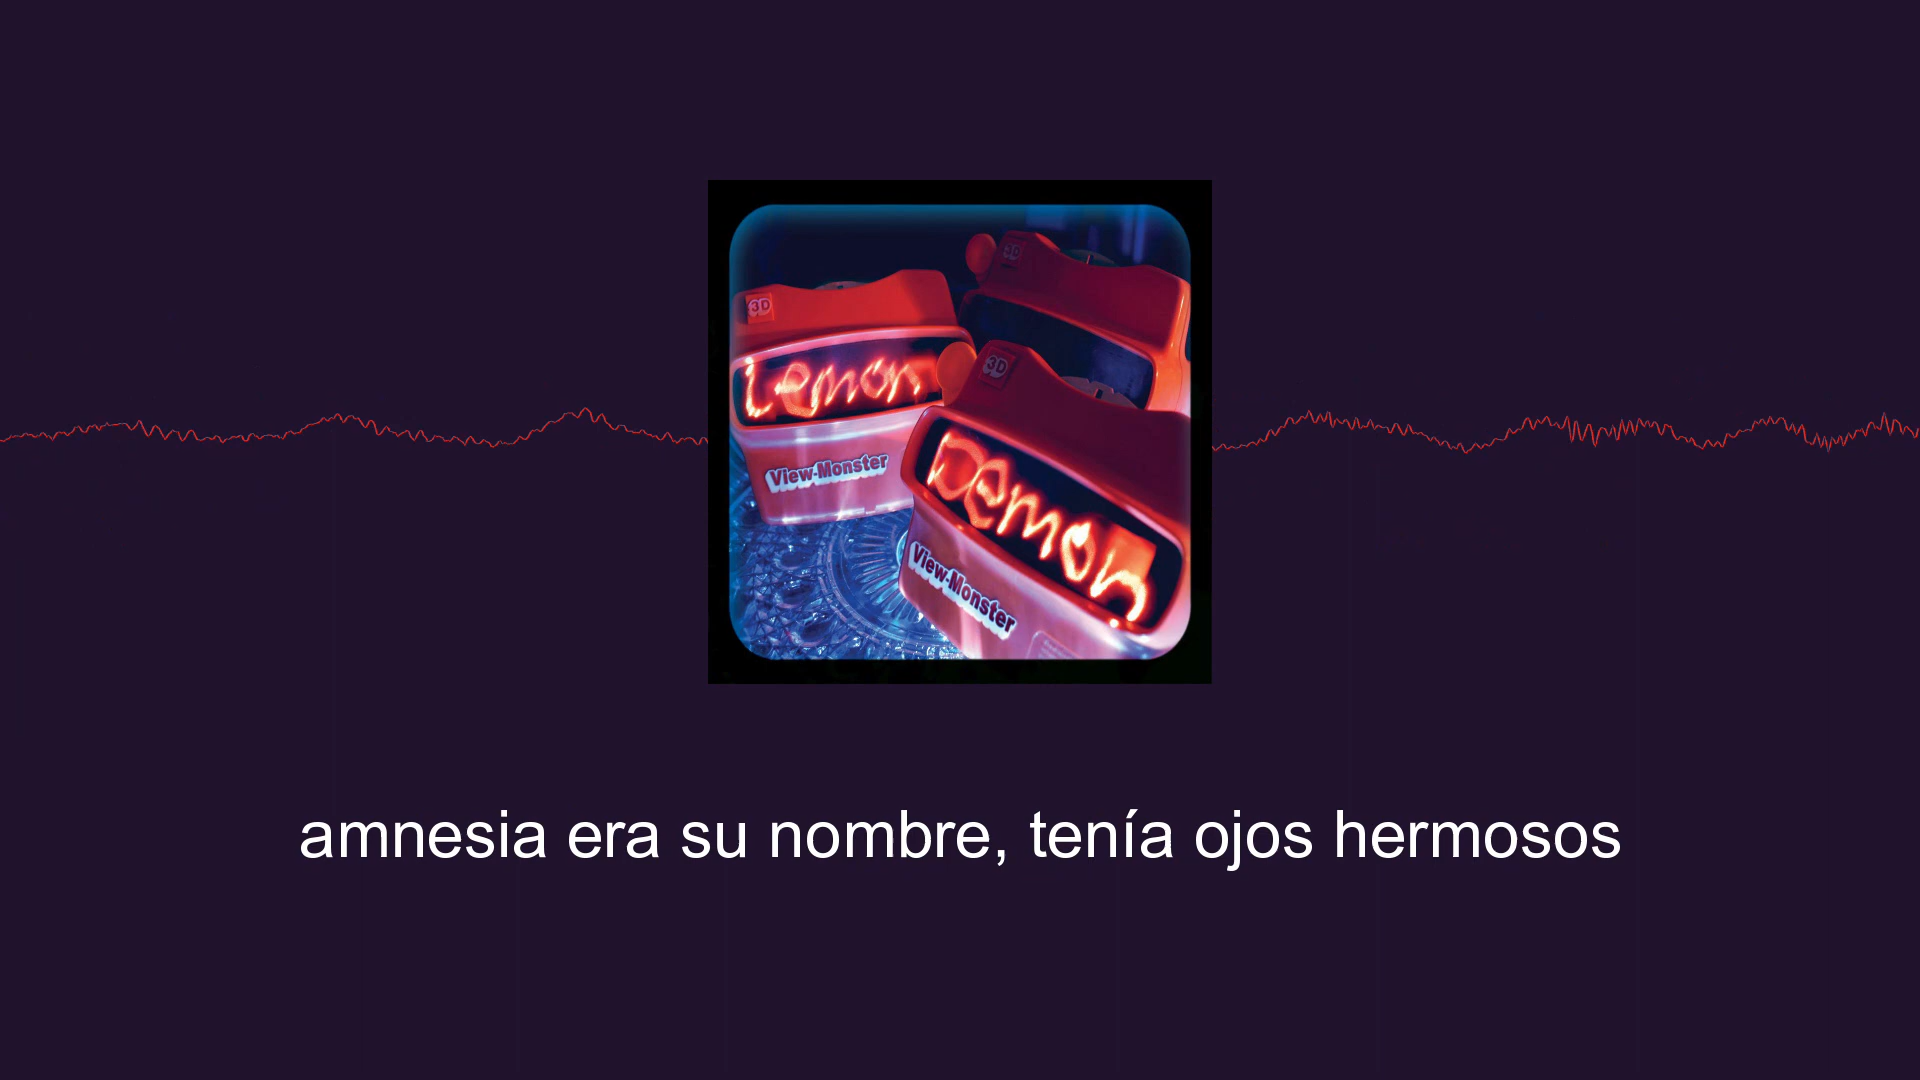 3D
3D
Lemon
3D
View-Monster
Demon
View-Monster
amnesia era su nombre, tenía ojos hermosos